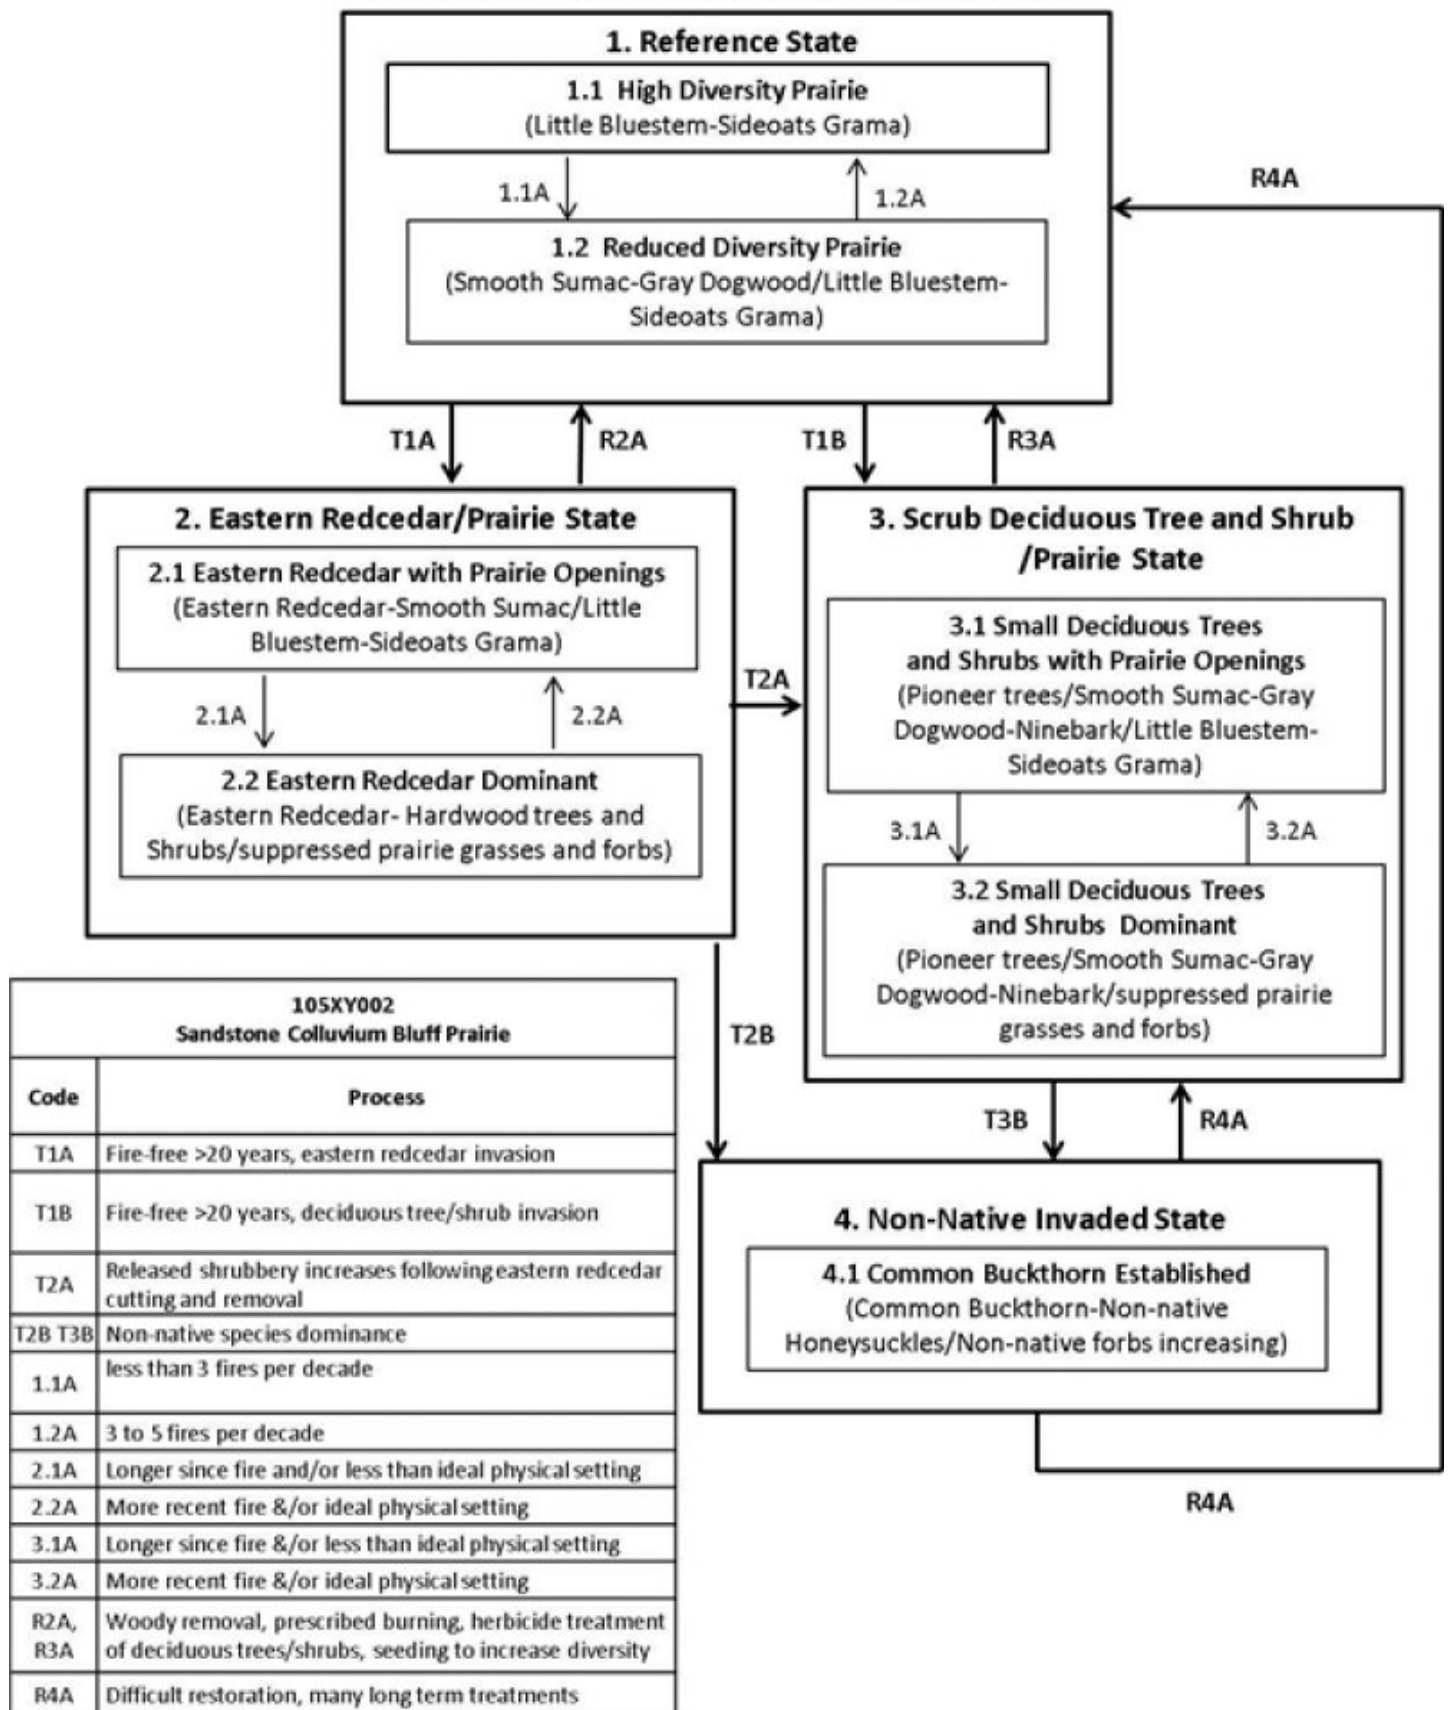 1. Reference State
1.1 High Diversity Prairie
(Little Bluestem-Sideoats Grama)
1.1A
1.2A
R4A
1.2 Reduced Diversity Prairie
(Smooth Sumac-Gray Dogwood/Little Bluestem-
Sideoats Grama)
T1A
R2A
T1B
R3A
2. Eastern Redcedar/Prairie State
2.1 Eastern Redcedar with Prairie Openings
(Eastern Redcedar-Smooth Sumac/Little
Bluestem-Sideoats Grama)
2.1A
2.2A
2.2 Eastern Redcedar Dominant
(Eastern Redcedar- Hardwood trees and
Shrubs/suppressed prairie grasses and forbs)
T2A
3. Scrub Deciduous Tree and Shrub
/Prairie State
3.1 Small Deciduous Trees
and Shrubs with Prairie Openings
(Pioneer trees/Smooth Sumac-Gray
Dogwood-Ninebark/Little Bluestem-
Sideoats Grama)
3.1A
3.2A
3.2 Small Deciduous Trees
and Shrubs Dominant
(Pioneer trees/Smooth Sumac-Gray
Dogwood-Ninebark/suppressed prairie
grasses and forbs)
T2B
T3B
R4A
4. Non-Native Invaded State
4.1 Common Buckthorn Established
(Common Buckthorn-Non-native
Honeysuckles/Non-native forbs increasing)
R4A
105XY002
Sandstone Colluvium Bluff Prairie
Code Process
T1A Fire-free >20 years, eastern redcedar invasion
T1B Fire-free >20 years, deciduous tree/shrub invasion
T2A Released shrubbery increases following eastern redcedar
cutting and removal
T2B T3B Non-native species dominance
1.1A less than 3 fires per decade
1.2A 3 to 5 fires per decade
2.1A Longer since fire and/or less than ideal physical setting
2.2A More recent fire &/or ideal physical setting
3.1A Longer since fire &/or less than ideal physical setting
3.2A More recent fire &/or ideal physical setting
R2A, Woody removal, prescribed burning, herbicide treatment
R3A of deciduous trees/shrubs, seeding to increase diversity
R4A Difficult restoration, many long term treatments